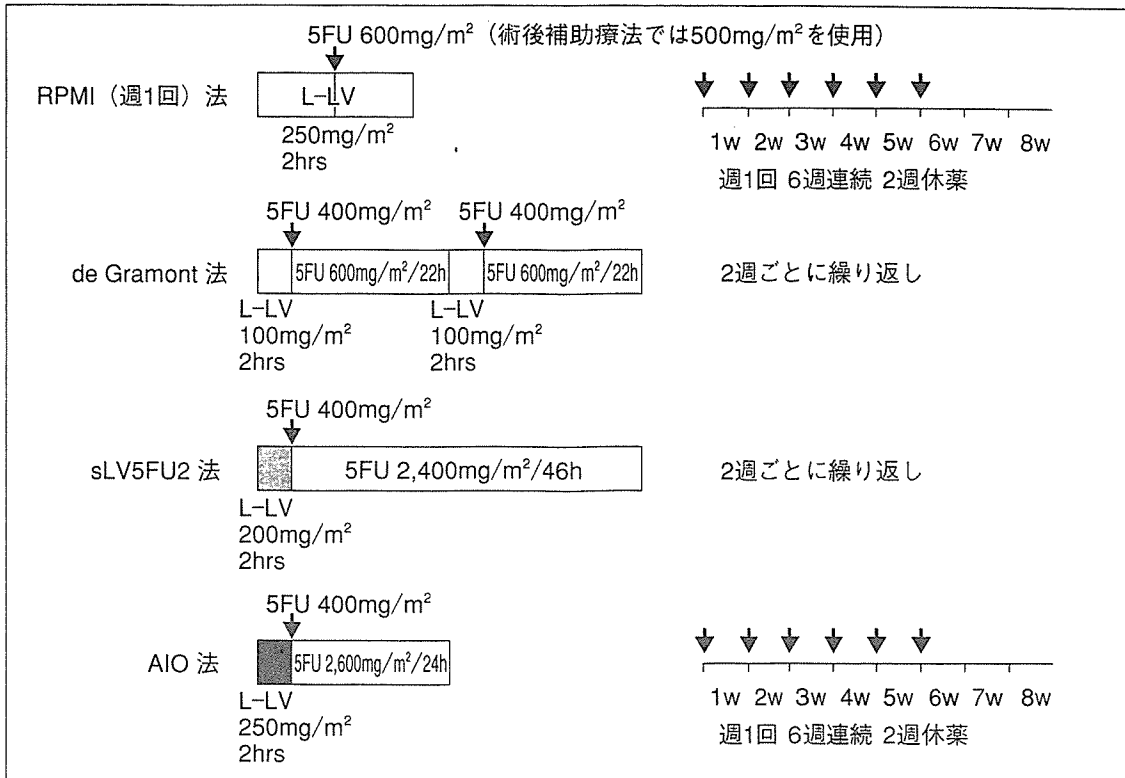 5FU 600mg/m²（術後補助療法では500mg/m²を使用）
RPMI（週1回）法
L-LV
250mg/m²
2hrs
1w 2w 3w 4w 5w 6w 7w 8w
週1回 6週連続 2週休薬
5FU 400mg/m² 5FU 400mg/m²
de Gramont 法
5FU 600mg/m²/22h 5FU 600mg/m²/22h
2週ごとに繰り返し
L-LV L-LV
100mg/m² 100mg/m²
2hrs 2hrs
5FU 400mg/m²
sLV5FU2 法
5FU 2,400mg/m²/46h
2週ごとに繰り返し
L-LV
200mg/m²
2hrs
5FU 400mg/m²
AIO 法
5FU 2,600mg/m²/24h
L-LV
250mg/m²
2hrs
1w 2w 3w 4w 5w 6w 7w 8w
週1回 6週連続 2週休薬